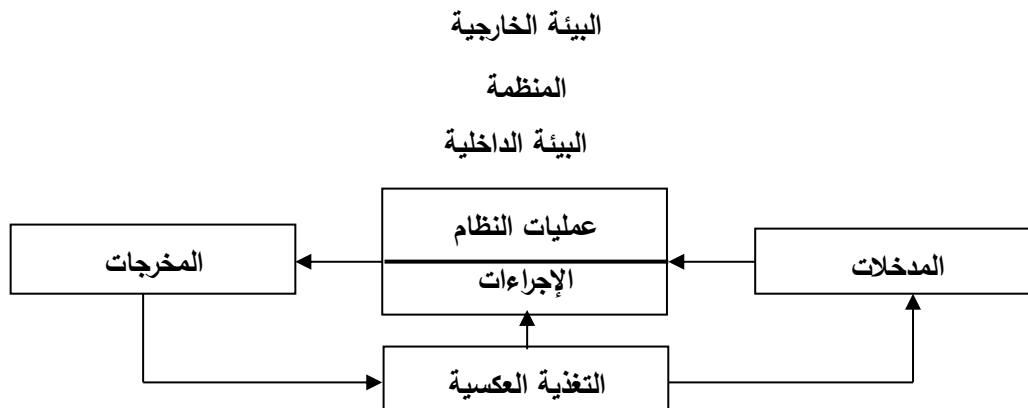 البيئة الخارجية
المنظمة
البيئة الداخلية
عمليات النظام
المدخلات
المخرجات
الإجراءات
التغذية العكسية